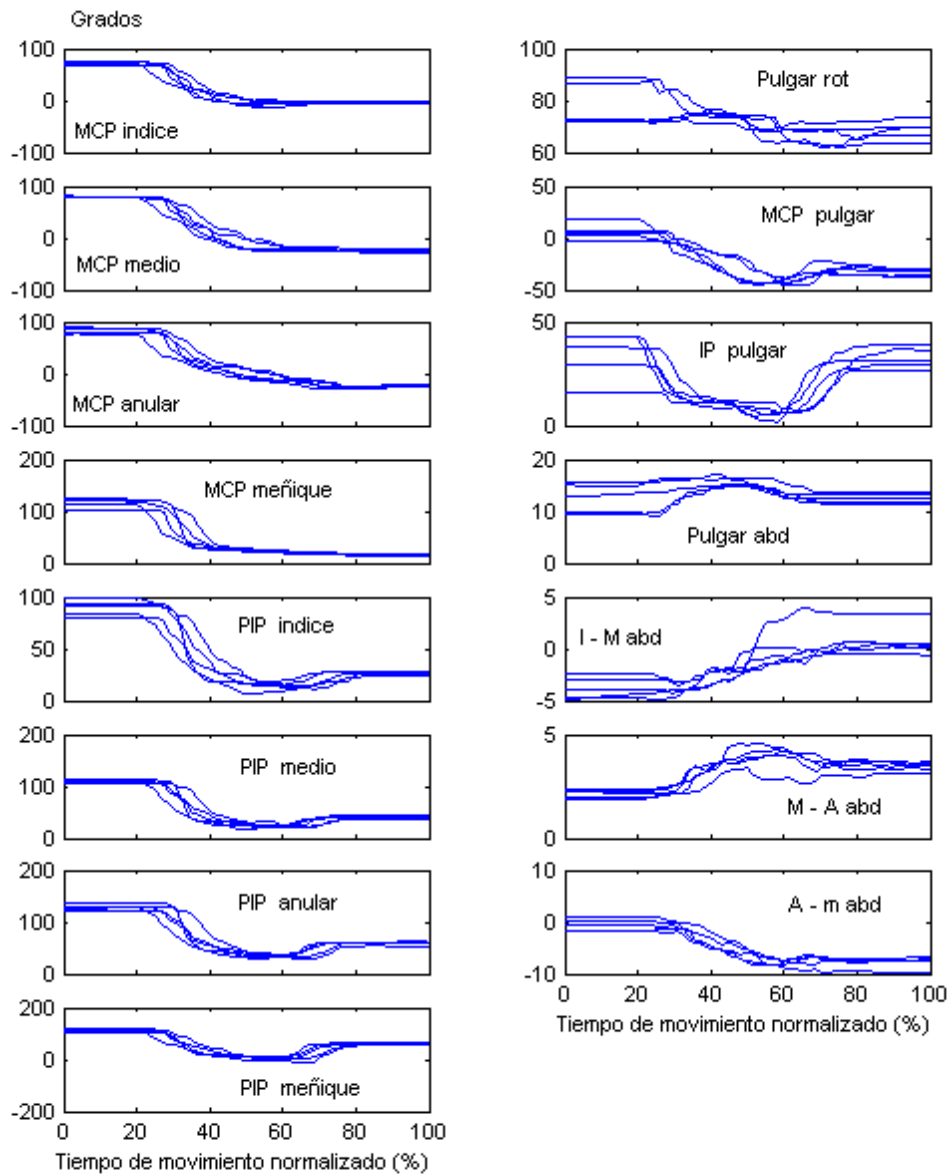 Grados
100
0
-100
MCP indice
100
0
-100
MCP medio
100
0
-100
MCP anular
200
100
0
MCP meñique
100
50
0
PIP indice
200
100
0
PIP medio
200
100
0
PIP anular
200
0
-200
PIP meñique
0 20 40 60 80 100
Tiempo de movimiento normalizado (%)
100
80
60
Pulgar rot
50
0
-50
MCP pulgar
50
0
IP pulgar
20
10
0
Pulgar abd
5
0
-5
I - M abd
5
0
M - A abd
10
0
-10
A - m abd
0 20 40 60 80 100
Tiempo de movimiento normalizado (%)